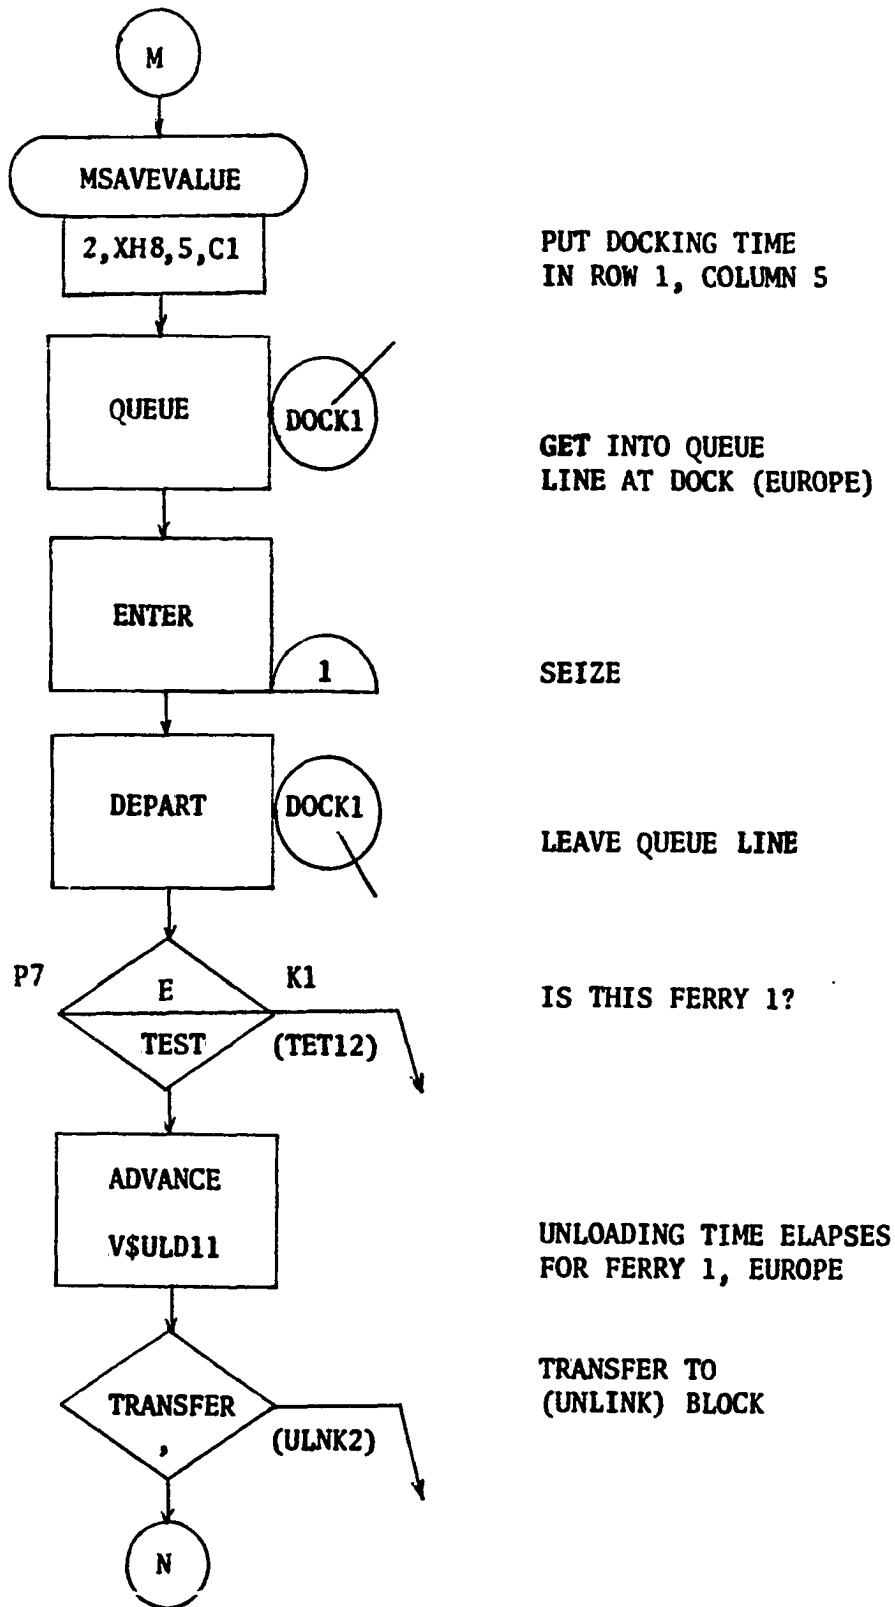 M
MSAVEVALUE
2,XH8,5,C1
PUT DOCKING TIME
IN ROW 1, COLUMN 5
QUEUE
DOCK1
GET INTO QUEUE
LINE AT DOCK (EUROPE)
ENTER
1
SEIZE
DEPART
DOCK1
LEAVE QUEUE LINE
P7
E
K1
TEST
(TET12)
IS THIS FERRY 1?
ADVANCE
V$ULD11
UNLOADING TIME ELAPSES
FOR FERRY 1, EUROPE
TRANSFER
,
(ULNK2)
TRANSFER TO
(UNLINK) BLOCK
N